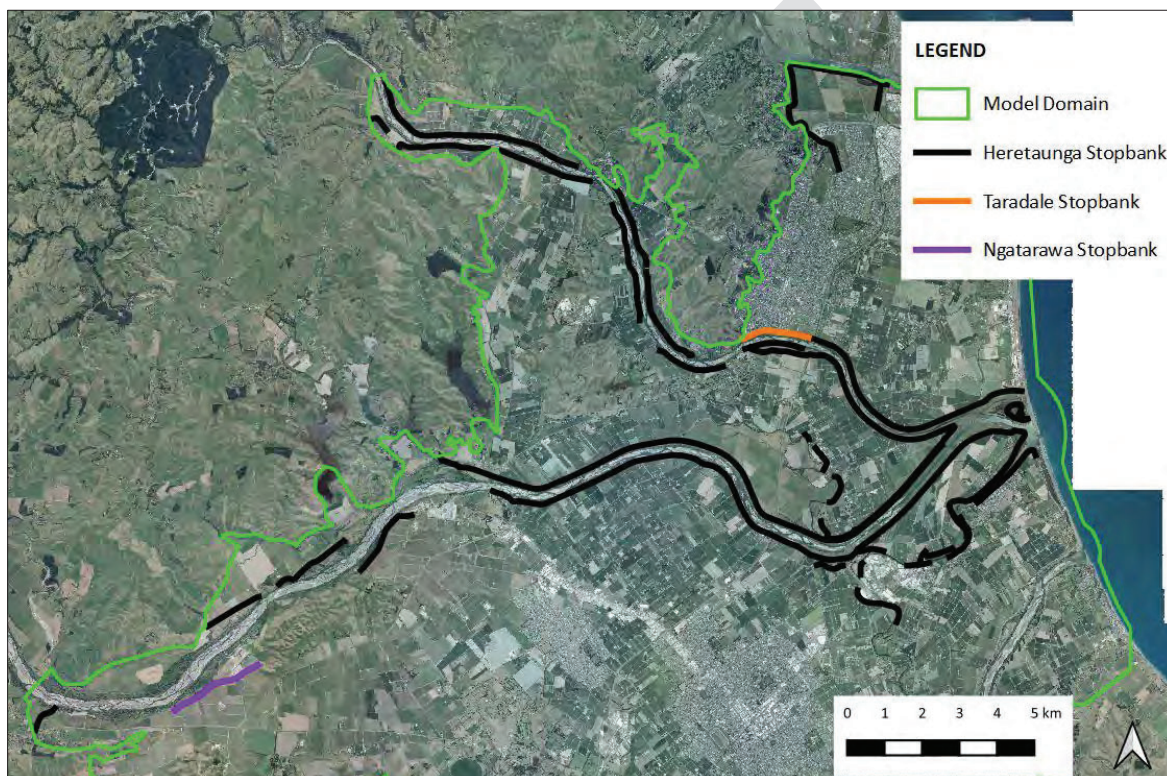 LEGEND
Model Domain
Heretaunga Stopbank
Taradale Stopbank
Ngatarawa Stopbank
0 1 2 3 4 5 km